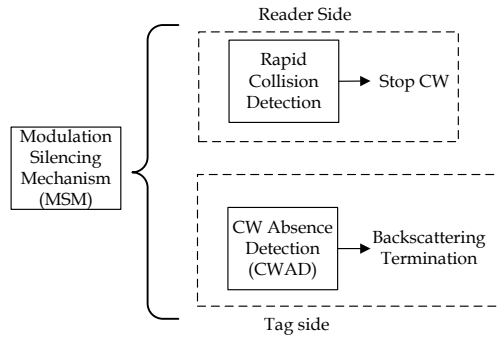 Reader Side
Rapid
Collision
Detection
Stop CW
Modulation
Silencing
Mechanism
(MSM)
CW Absence
Detection
(CWAD)
Backscattering
Termination
Tag side